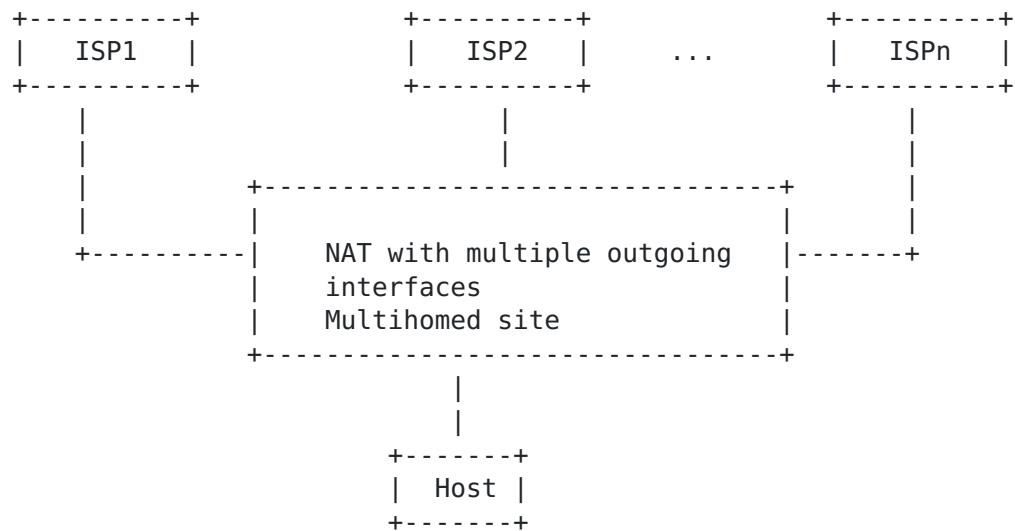 ISP1 ISP2 ... ISPn
NAT with multiple outgoing
interfaces
Multihomed site
Host